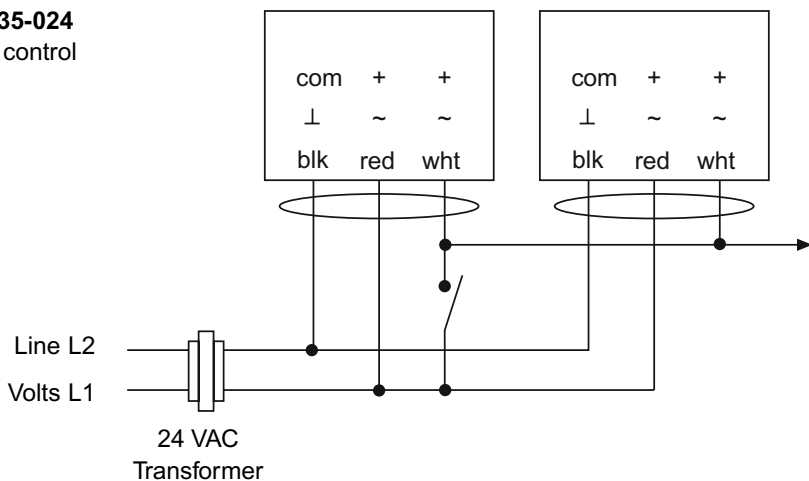 35-024
control
com + +
⊥ ~ ~
blk red wht
com + +
⊥ ~ ~
blk red wht
Line L2
Volts L1
24 VAC
Transformer